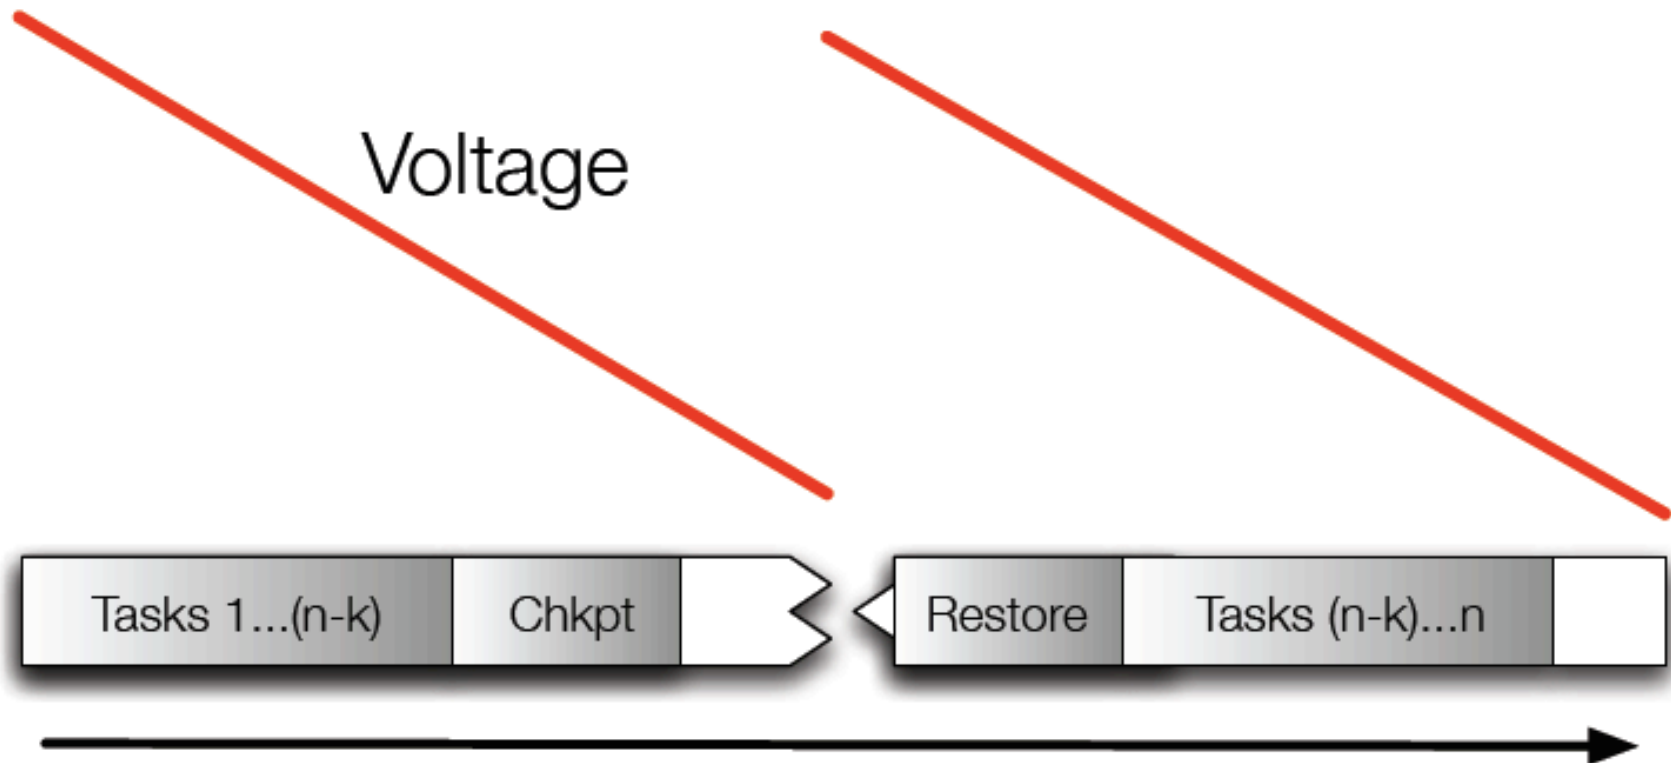 Voltage
Tasks 1...(n-k)
Chkpt
Restore
Tasks (n-k)...n